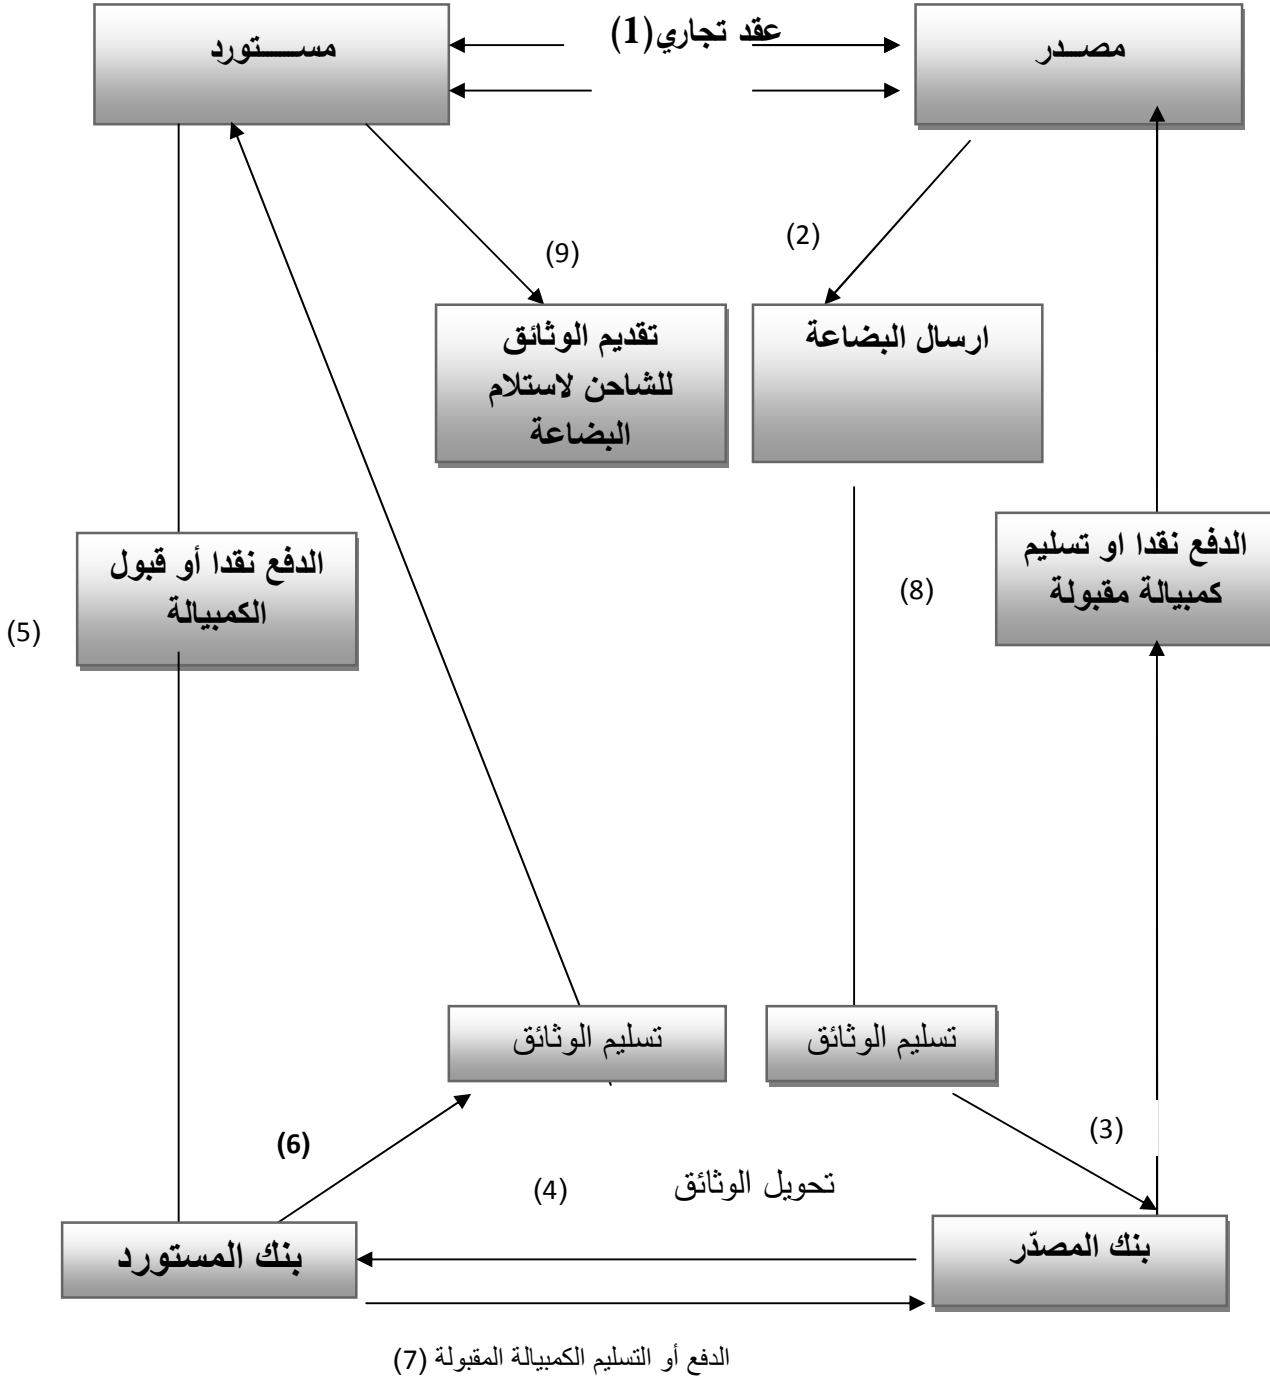 مصــدر
عقد تجاري(1)
مســــتورد
(2)
(9)
ارسال البضاعة
تقديم الوثائق
للشاحن لاستلام
البضاعة
الدفع نقدا او تسليم
كمبيالة مقبولة
(8)
الدفع نقدا أو قبول
الكمبيالة
(5)
تسليم الوثائق
تسليم الوثائق
(3)
(6)
تحويل الوثائق
(4)
بنك المصدّر
بنك المستورد
الدفع أو التسليم الكمبيالة المقبولة (7)